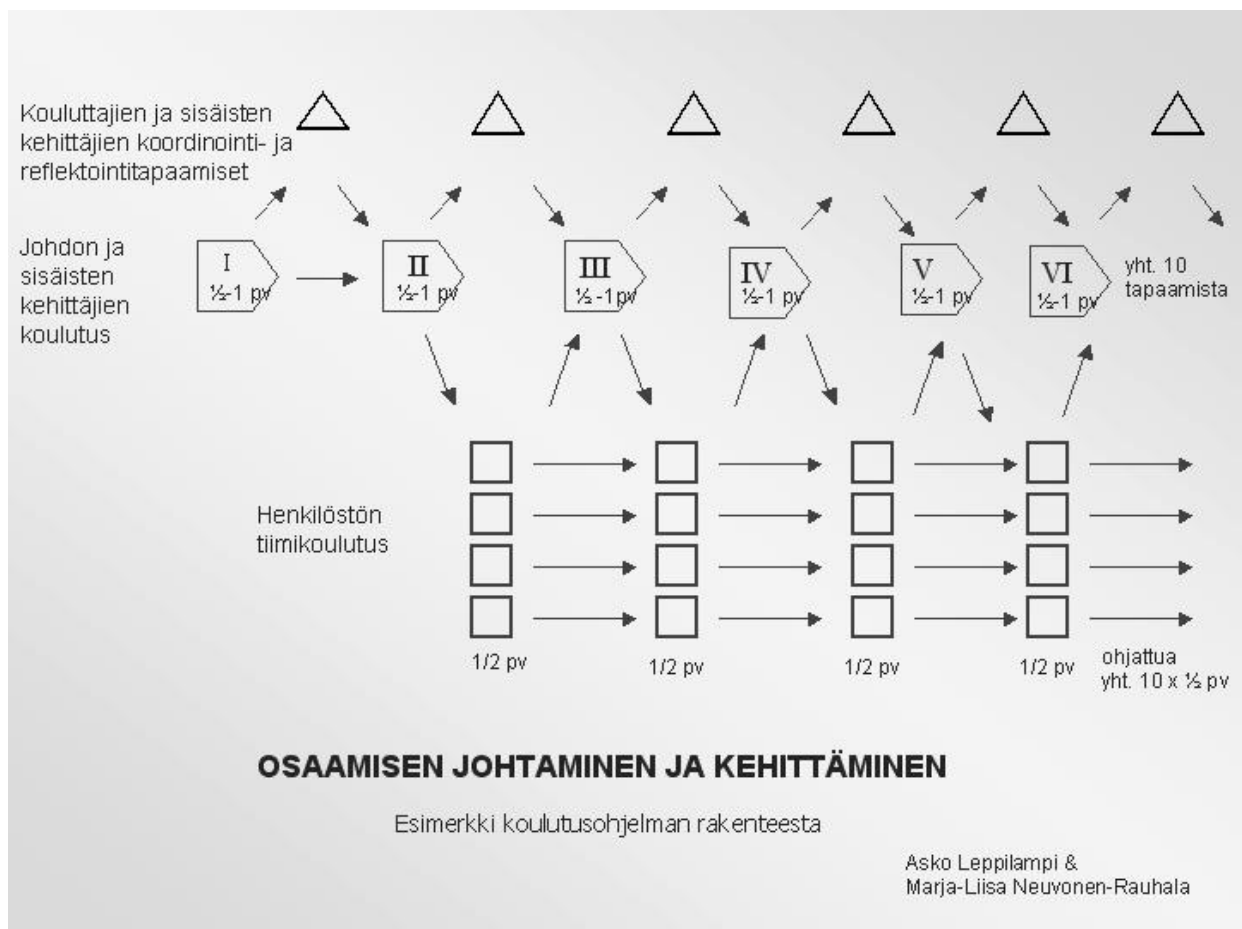 Kouluttajien ja sisäisten
kehittäjien koordinointi- ja
reflektointitapaamiset
Johdon ja
sisäisten
kehittäjien
koulutus
I
½-1 pv
II
½-1 pv
III
½ -1pv
IV
½-1 pv
V
½-1 pv
VI
½-1 pv
yht. 10
tapaamista
Henkilöstön
tiimikoulutus
1/2 pv
1/2 pv
1/2 pv
1/2 pv
ohjattua
yht. 10 x ½ pv
OSAAMISEN JOHTAMINEN JA KEHITTÄMINEN
Esimerkki koulutusohjelman rakenteesta
Asko Leppilampi &
Marja-Liisa Neuvonen-Rauhala